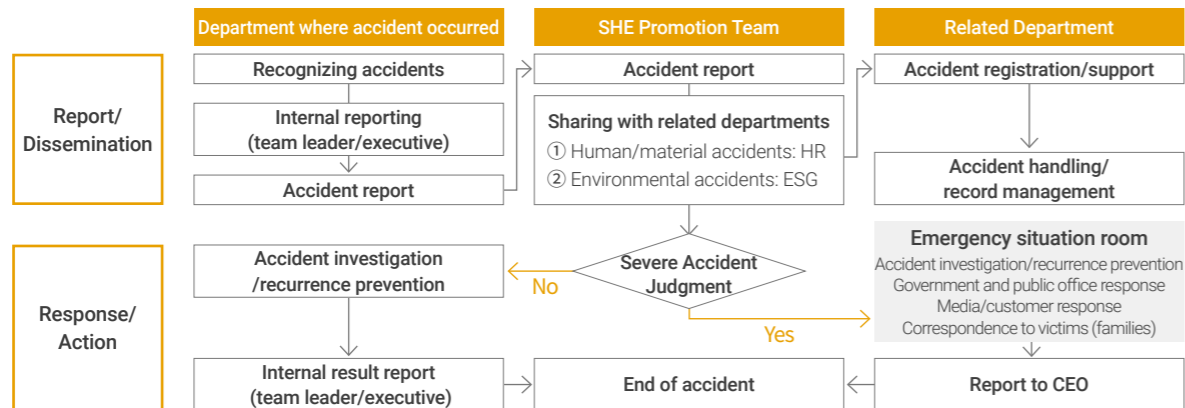 Department where accident occurred
SHE Promotion Team
Related Department
Report/
Dissemination
Recognizing accidents
Internal reporting
(team leader/executive)
Accident report
Accident report
Sharing with related departments
① Human/material accidents: HR
② Environmental accidents: ESG
Accident registration/support
Accident handling/
record management
Response/
Action
Accident investigation
/recurrence prevention
No
Severe Accident
Judgment
Yes
Emergency situation room
Accident investigation/recurrence prevention
Government and public office response
Media/customer response
Correspondence to victims (families)
Internal result report
(team leader/executive)
End of accident
Report to CEO